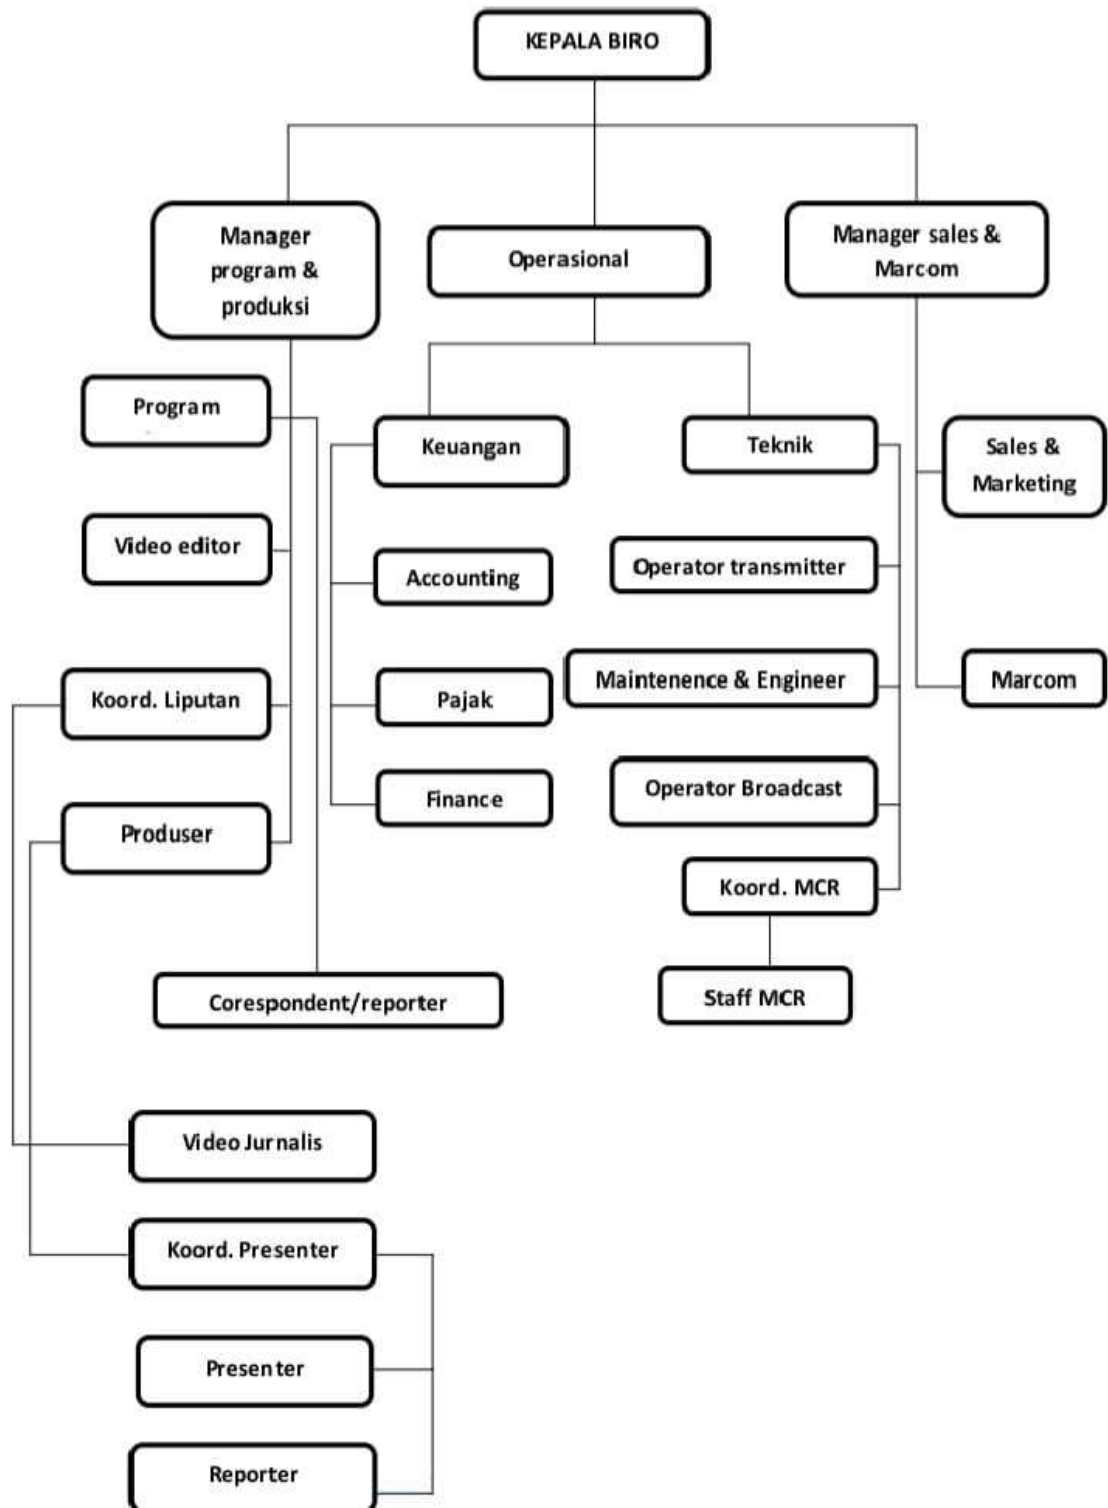 KEPALA BIRO
Manager
program &
produksi
Operasional
Manager sales &
Marcom
Program
Keuangan
Teknik
Sales &
Marketing
Video editor
Accounting
Operator transmitter
Koord. Liputan
Pajak
Maintenence & Engineer
Marcom
Produser
Finance
Operator Broadcast
Koord. MCR
Corespondent/reporter
Staff MCR
Video Jurnalis
Koord. Presenter
Presenter
Reporter